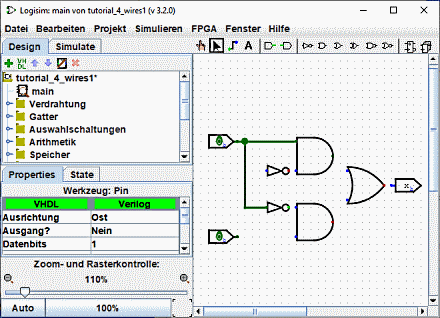 Logisim: main von tutorial_4_wires1 (v 3.2.0)
Datei Bearbeiten Projekt Simulieren FPGA Fenster Hilfe
Design Simulate
A
VHDL
tutorial_4_wires1*
main
Verdrahtung
Gatter
Auswahlschaltungen
Arithmetik
Speicher
Properties State
Werkzeug: Pin
VHDL Verilog
Ausrichtung Ost
Ausgang? Nein
Datenbits 1
Zoom- und Rasterkontrolle:
110%
Auto 100%
0
x
0